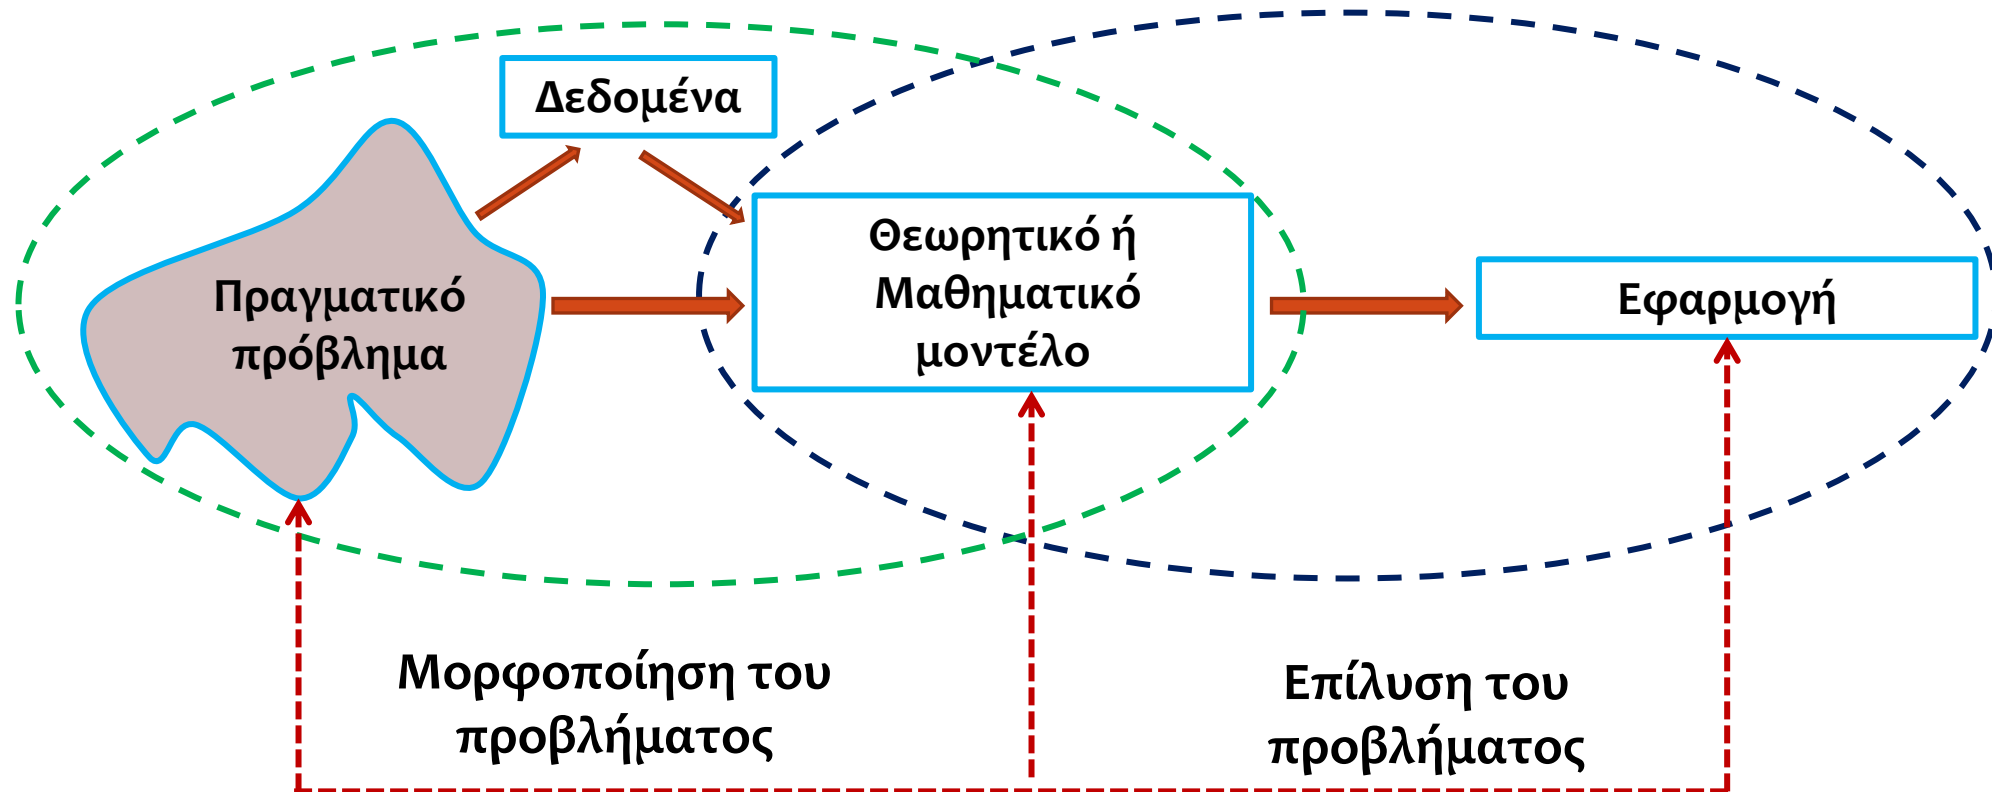 Δεδομένα
Πραγματικό
πρόβλημα
Θεωρητικό ή
Μαθηματικό
μοντέλο
Εφαρμογή
Μορφοποίηση του
προβλήματος
Επίλυση του
προβλήματος